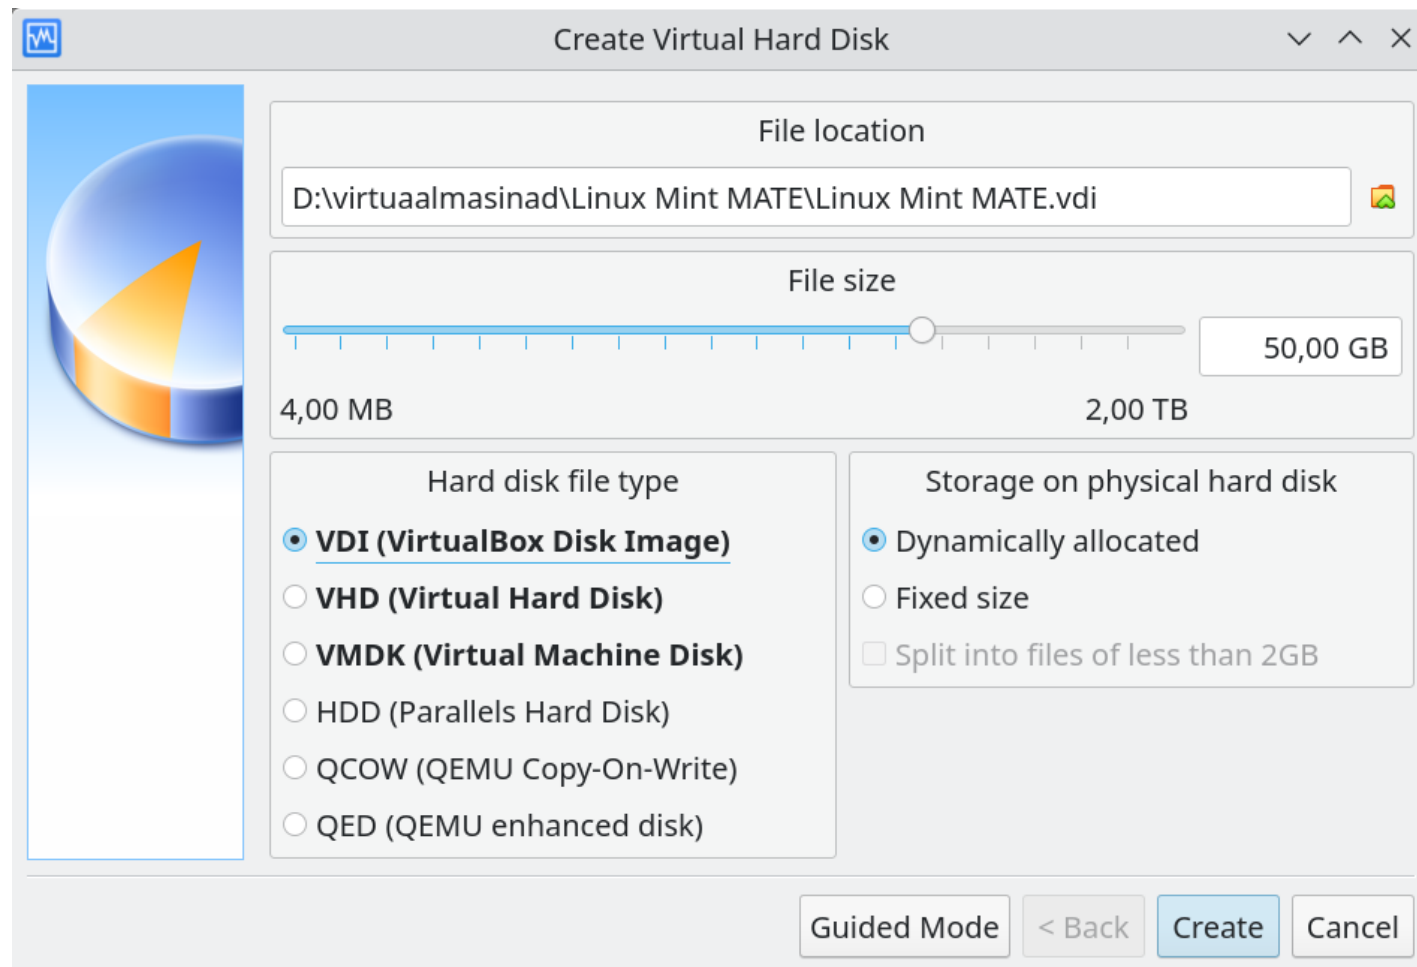 Create Virtual Hard Disk
File location
D:\virtuaalmasinad\Linux Mint MATE\Linux Mint MATE.vdi
File size
50,00 GB
4,00 MB 2,00 TB
Hard disk file type
VDI (VirtualBox Disk Image)
VHD (Virtual Hard Disk)
VMDK (Virtual Machine Disk)
HDD (Parallels Hard Disk)
QCOW (QEMU Copy-On-Write)
QED (QEMU enhanced disk)
Storage on physical hard disk
Dynamically allocated
Fixed size
Split into files of less than 2GB
Guided Mode < Back Create Cancel